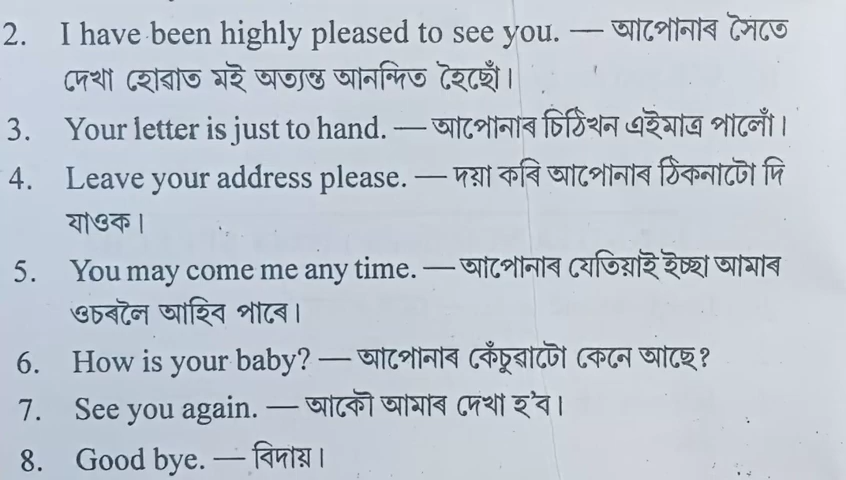 2. I have been highly pleased to see you. — আপোনাৰ সৈতে
দেখা হোৱাত মই অত্যন্ত আনন্দিত হৈছোঁ।
3. Your letter is just to hand. — আপোনাৰ চিঠিখন এইমাত্ৰ পালোঁ।
4. Leave your address please. — দয়া কৰি আপোনাৰ ঠিকনাটো দি
যাওক।
5. You may come me any time. — আপোনাৰ যেতিয়াই ইচ্ছা আমাৰ
ওচৰলৈ আহিব পাৰে।
6. How is your baby? — আপোনাৰ কেঁচুৱাটো কেনে আছে?
7. See you again. — আকৌ আমাৰ দেখা হ'ব।
8. Good bye. — বিদায়।